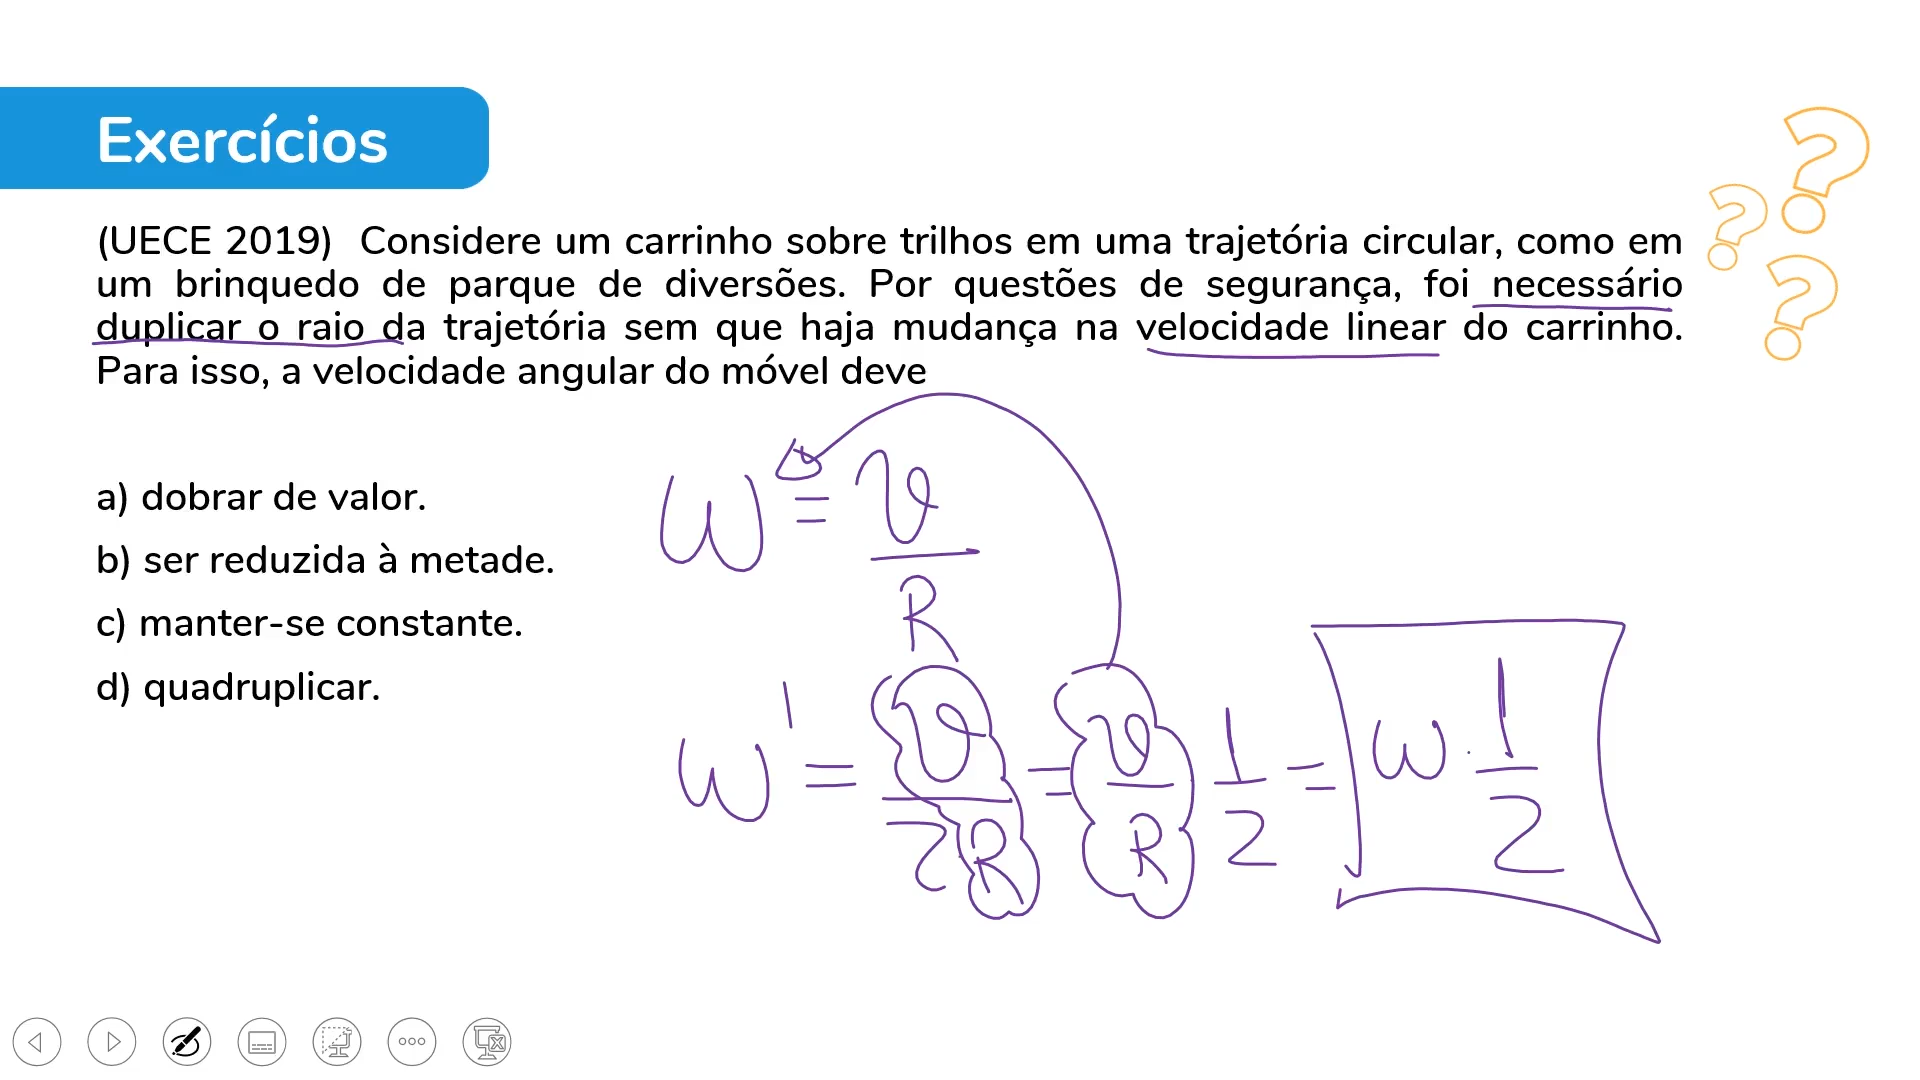 Exercícios
(UECE 2019) Considere um carrinho sobre trilhos em uma trajetória circular, como em
um brinquedo de parque de diversões. Por questões de segurança, foi necessário
duplicar o raio da trajetória sem que haja mudança na velocidade linear do carrinho.
Para isso, a velocidade angular do móvel deve
a) dobrar de valor.
b) ser reduzida à metade.
c) manter-se constante.
d) quadruplicar.
ω = v/R
ω' = v/2R = v/R 1/2 = ω · 1/2